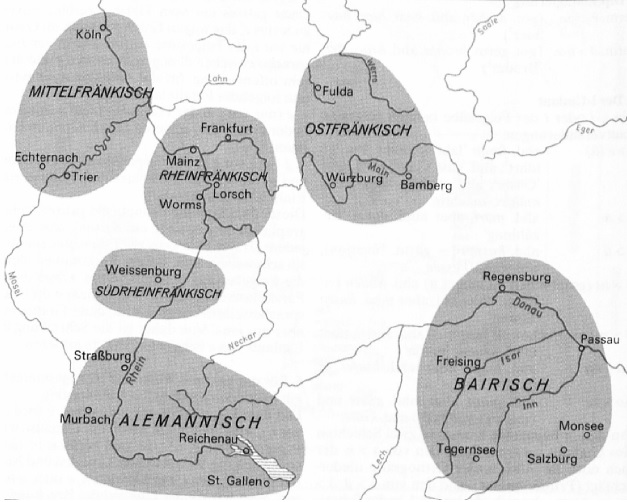 Köln
MITTELFRÄNKISCH
Echternach
Trier
Lahn
Mosel
Frankfurt
Mainz
RHEINFRÄNKISCH
Lorsch
Worms
Fulda
Werra
OSTFRÄNKISCH
Main
Würzburg
Bamberg
Saale
Eger
Weissenburg
SÜDRHEINFRÄNKISCH
Neckar
Straßburg
Rhein
Murbach
ALEMANNISCH
Reichenau
St. Gallen
Lech
Regensburg
Donau
Passau
Freising
Isar
BAIRISCH
Inn
Monsee
Tegernsee
Salzburg